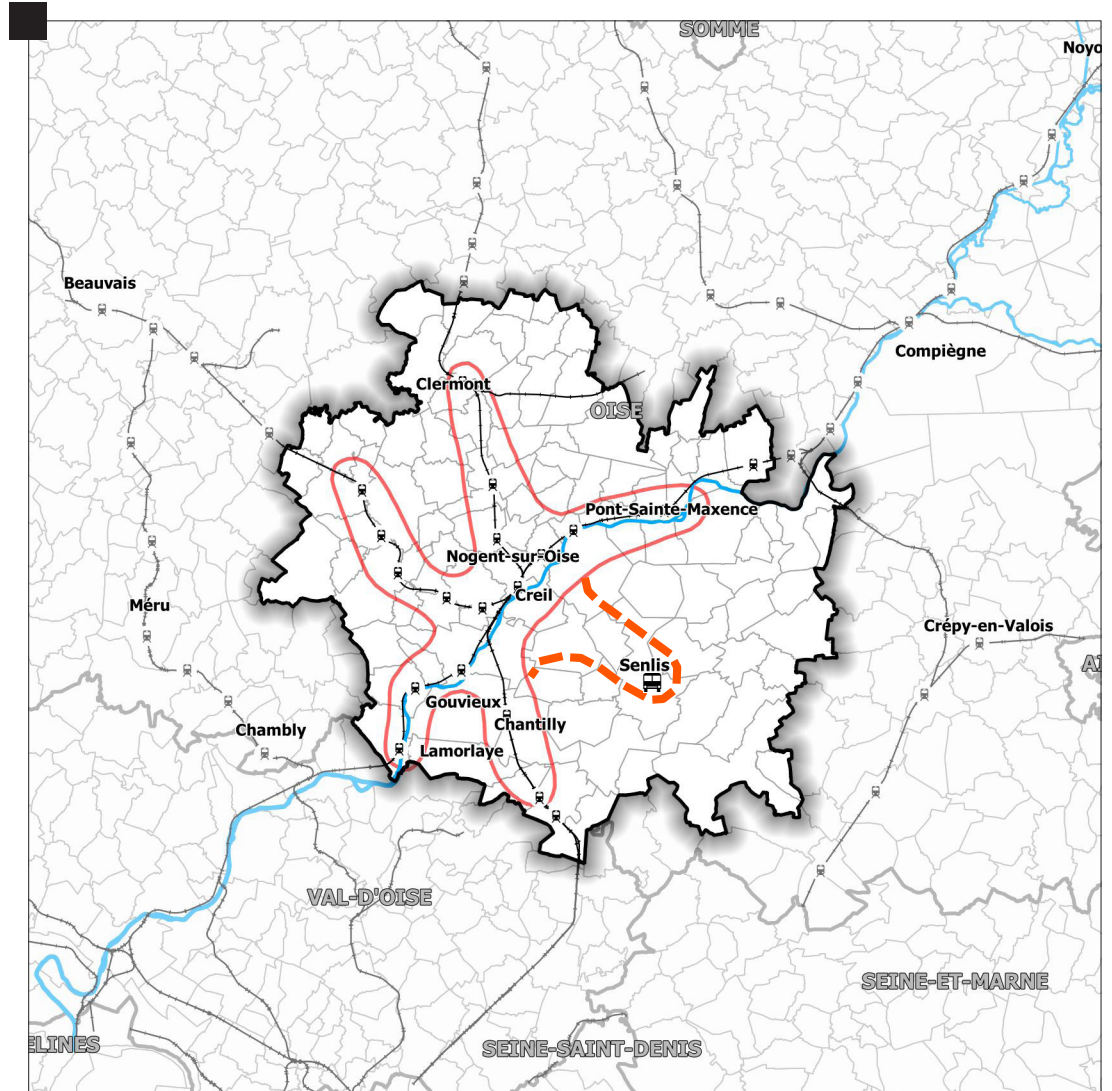 SOMME
Noyo
Beauvais
Compiègne
Clermont
OISE
Pont-Sainte-Maxence
Nogent-sur-Oise
Creil
Méru
Crépy-en-Valois
Senlis
AI
Gouvieux
Chantilly
Chambly
Lamorlaye
VAL-D'OISE
SEINE-ET-MARNE
ELINES
SEINE-SAINT-DENIS